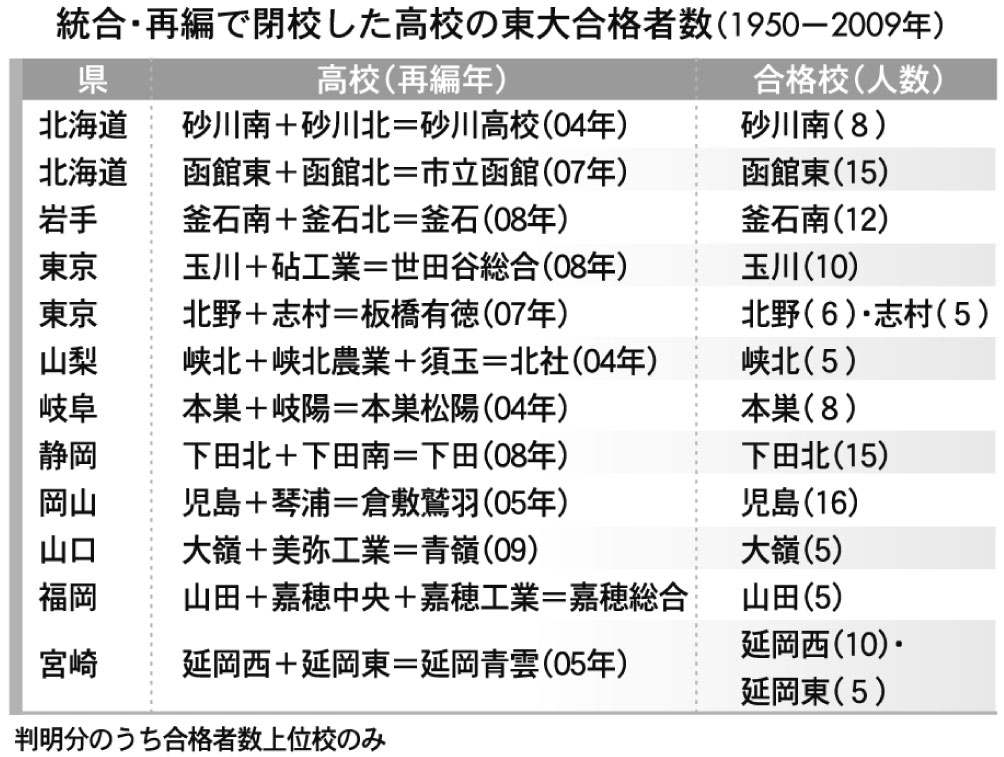 統合・再編で閉校した高校の東大合格者数(1950ー2009年)
県 高校(再編年) 合格校(人数)
北海道 砂川南＋砂川北＝砂川高校(04年) 砂川南(8)
北海道 函館東＋函館北＝市立函館(07年) 函館東(15)
岩手 釜石南＋釜石北＝釜石(08年) 釜石南(12)
東京 玉川＋砧工業＝世田谷総合(08年) 玉川(10)
東京 北野＋志村＝板橋有徳(07年) 北野(6)・志村(5)
山梨 峡北＋峡北農業＋須玉＝北社(04年) 峡北(5)
岐阜 本巣＋岐陽＝本巣松陽(04年) 本巣(8)
静岡 下田北＋下田南＝下田(08年) 下田北(15)
岡山 児島＋琴浦＝倉敷鷲羽(05年) 児島(16)
山口 大嶺＋美弥工業＝青嶺(09) 大嶺(5)
福岡 山田＋嘉穂中央＋嘉穂工業＝嘉穂総合 山田(5)
宮崎 延岡西＋延岡東＝延岡青雲(05年) 延岡西(10)・
延岡東(5)
判明分のうち合格者数上位校のみ